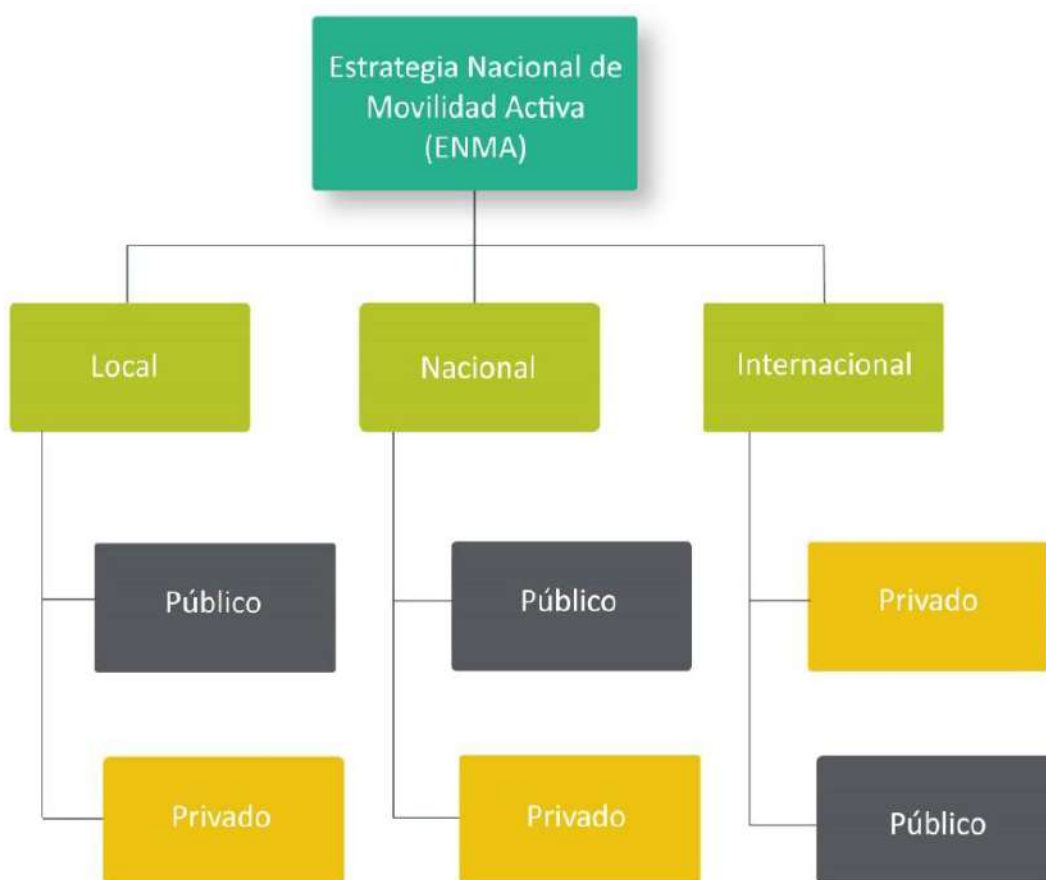 Estrategia Nacional de
Movilidad Activa
(ENMA)
Local
Nacional
Internacional
Público
Público
Privado
Privado
Privado
Público